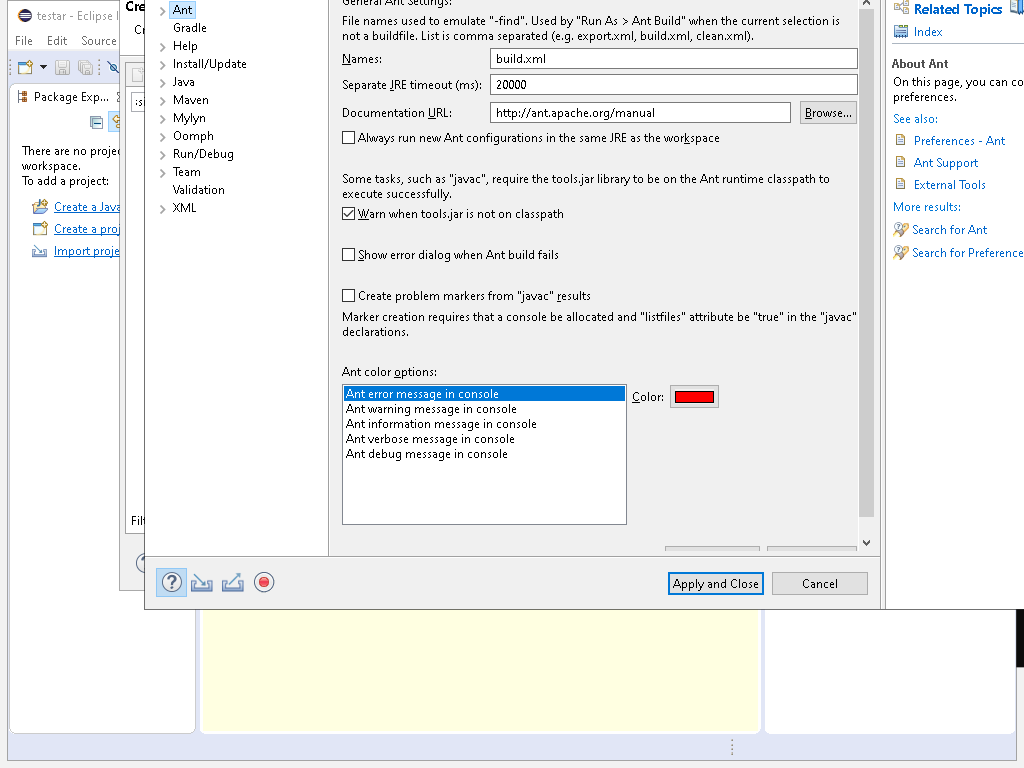 testar - Eclipse I
File Edit Source
Package Exp...
There are no proje
workspace.
To add a project:
Create a Java
Create a proj
Import proje
Cre
Filt
Ant
Gradle
Help
Install/Update
Java
Maven
Mylyn
Oomph
Run/Debug
Team
Validation
XML
General Ant Settings:
File names used to emulate "-find". Used by "Run As > Ant Build" when the current selection is
not a buildfile. List is comma separated (e.g. export.xml, build.xml, clean.xml).
Names: build.xml
Separate JRE timeout (ms): 20000
Documentation URL: http://ant.apache.org/manual Browse...
Always run new Ant configurations in the same JRE as the workspace
Some tasks, such as "javac", require the tools.jar library to be on the Ant runtime classpath to
execute successfully.
Warn when tools.jar is not on classpath
Show error dialog when Ant build fails
Create problem markers from "javac" results
Marker creation requires that a console be allocated and "listfiles" attribute be "true" in the "javac"
declarations.
Ant color options:
Ant error message in console
Ant warning message in console
Ant information message in console
Ant verbose message in console
Ant debug message in console
Color:
Apply and Close Cancel
Related Topics
Index
About Ant
On this page, you can co
preferences.
See also:
Preferences - Ant
Ant Support
External Tools
More results:
Search for Ant
Search for Preference